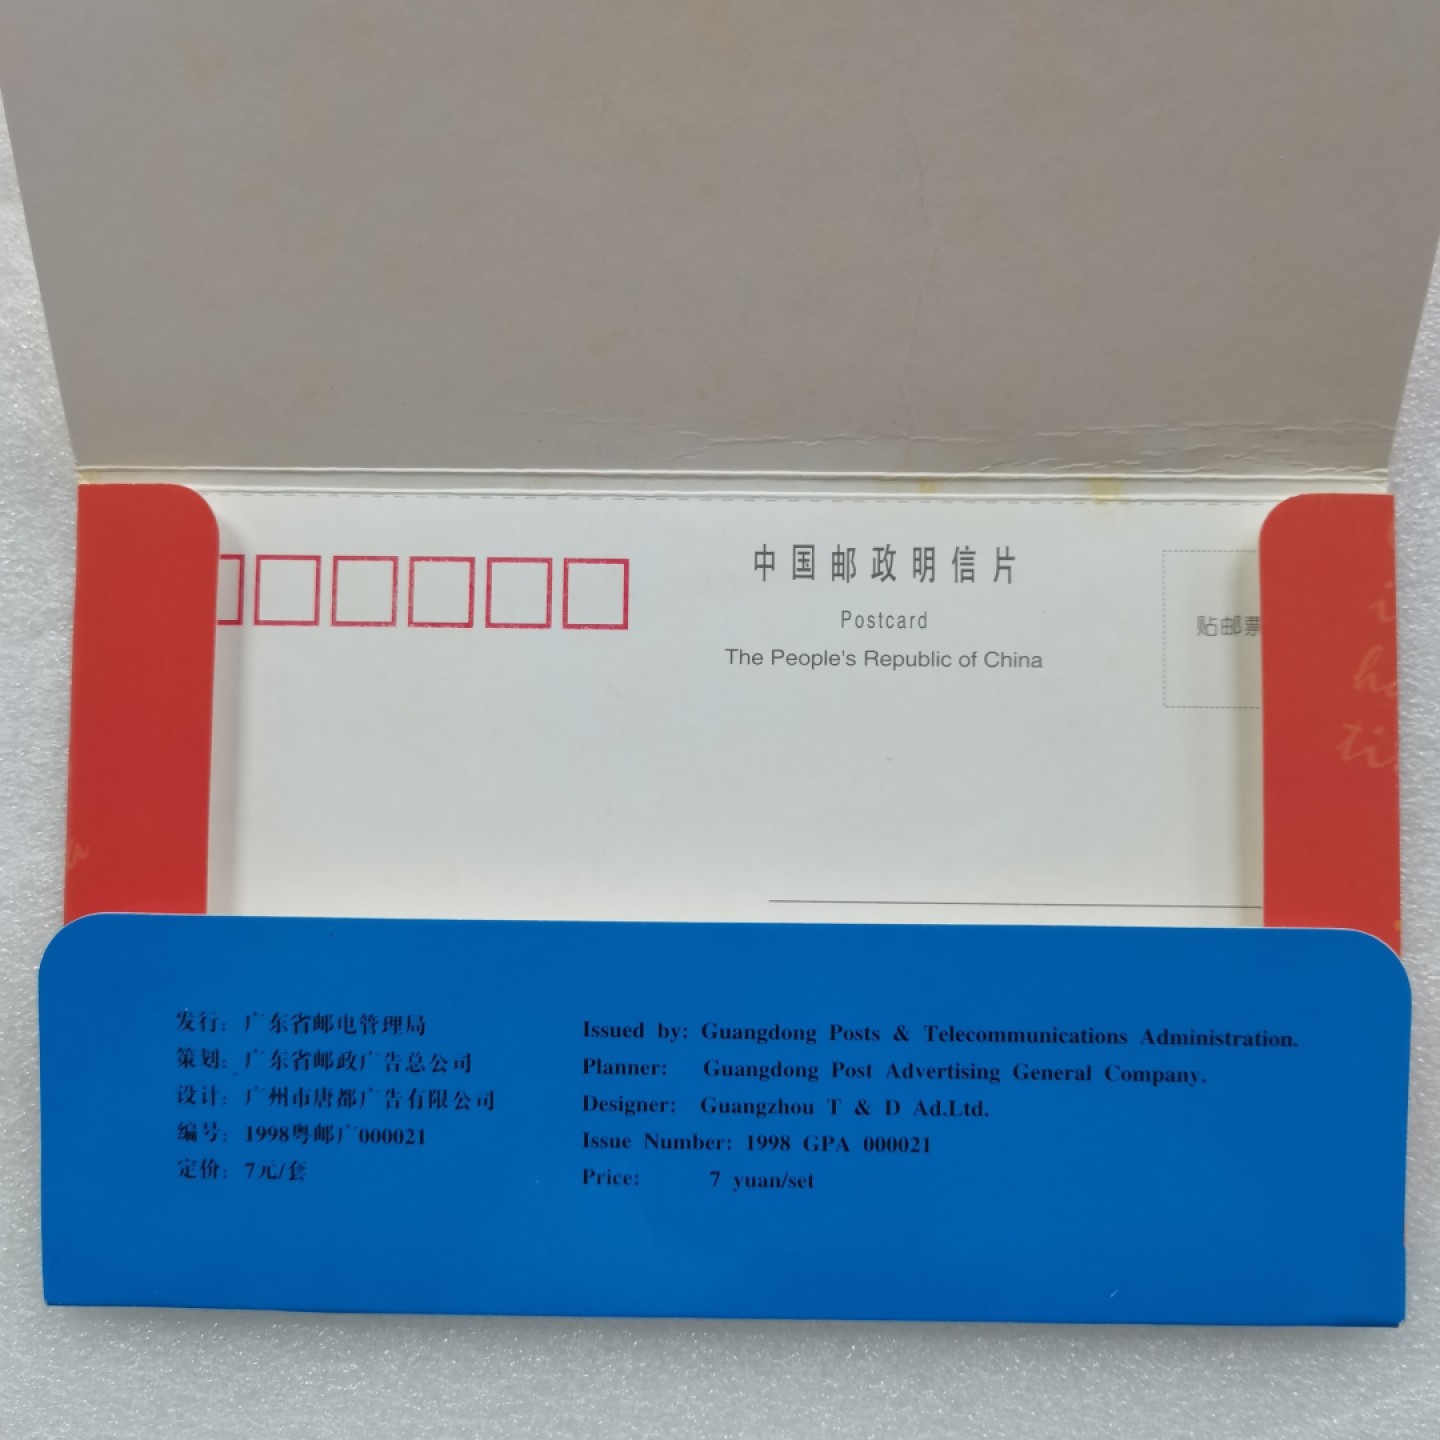 中国邮政明信片
Postcard
The People's Republic of China
贴邮票
i
ti
发行：广东省邮电管理局
策划：广东省邮政广告总公司
设计：广州市唐都广告有限公司
编号：1998粤邮广000021
定价：7元/套
Issued by: Guangdong Posts & Telecommunications Administration.
Planner: Guangdong Post Advertising General Company.
Designer: Guangzhou T & D Ad.Ltd.
Issue Number: 1998 GPA 000021
Price: 7 yuan/set